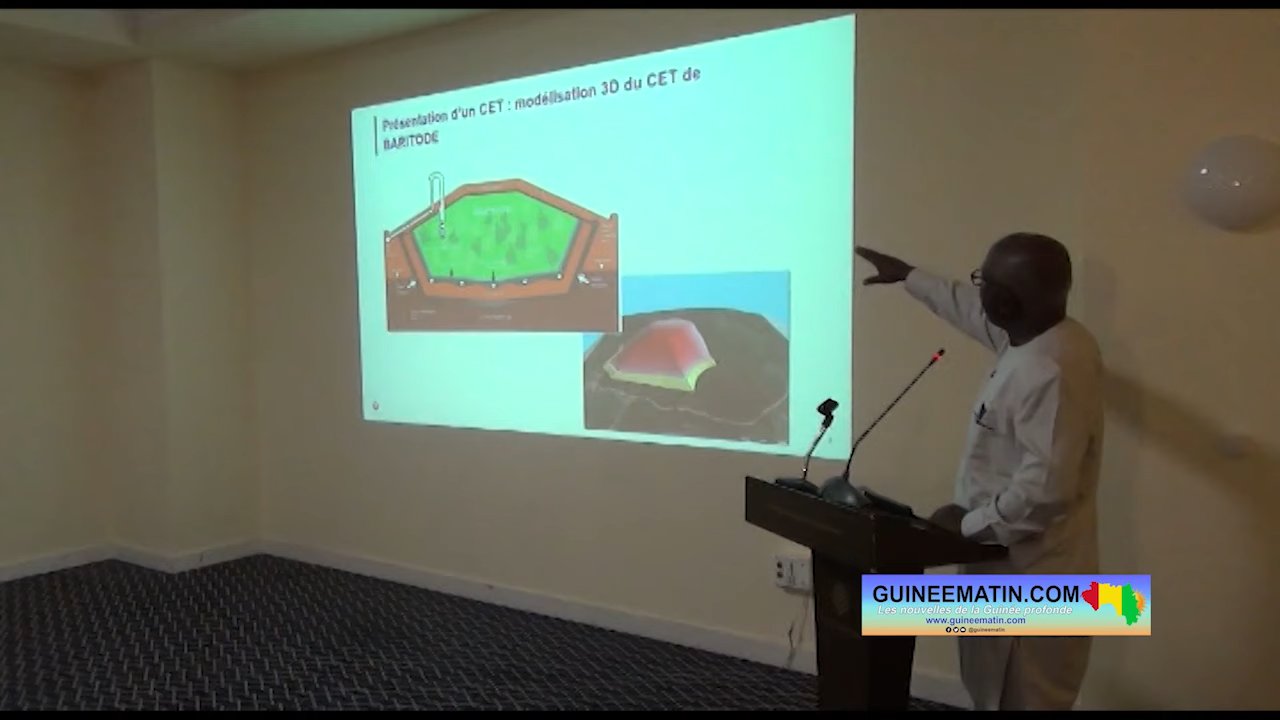 Présentation d'un CET : modélisation 3D du CET de
BARITODE
GUINEEMATIN.COM
Les nouvelles de la Guinée profonde
www.guineematin.com
@guineematin